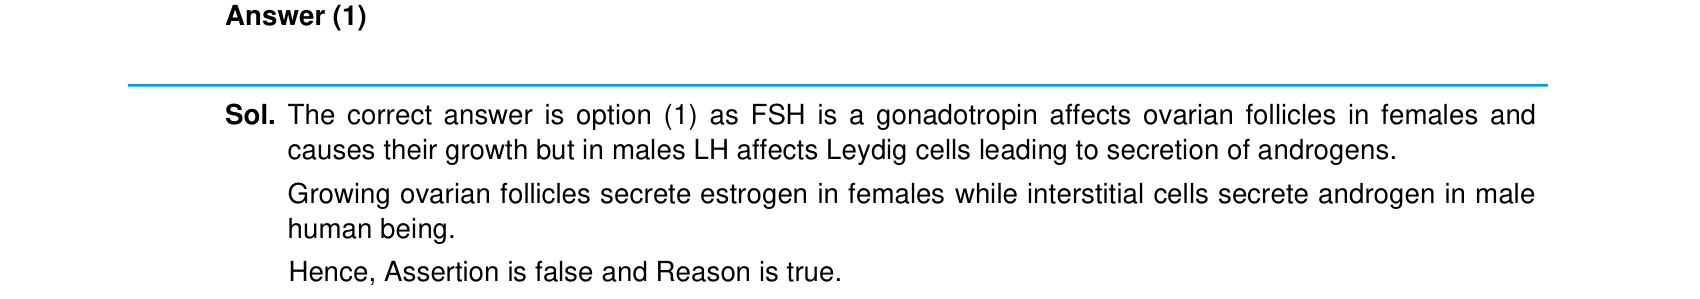 Answer (1)
Sol. The correct answer is option (1) as FSH is a gonadotropin affects ovarian follicles in females and
causes their growth but in males LH affects Leydig cells leading to secretion of androgens.
Growing ovarian follicles secrete estrogen in females while interstitial cells secrete androgen in male
human being.
Hence, Assertion is false and Reason is true.